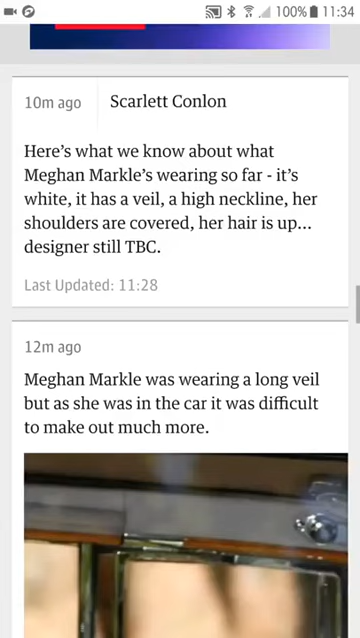 100% 11:34
10m ago
Scarlett Conlon
Here’s what we know about what
Meghan Markle’s wearing so far - it’s
white, it has a veil, a high neckline, her
shoulders are covered, her hair is up...
designer still TBC.
Last Updated: 11:28
12m ago
Meghan Markle was wearing a long veil
but as she was in the car it was difficult
to make out much more.